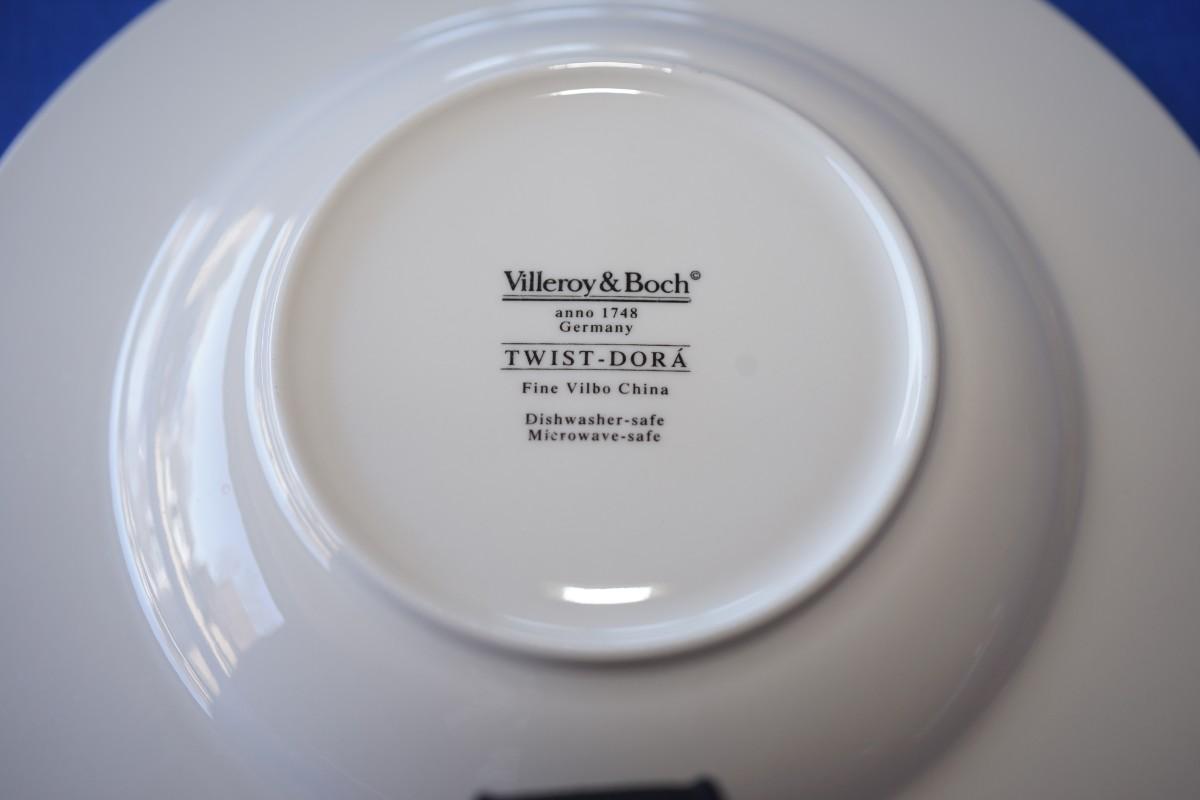 Villeroy & Boch©
anno 1748
Germany
TWIST-DORÁ
Fine Vilbo China
Dishwasher-safe
Microwave-safe